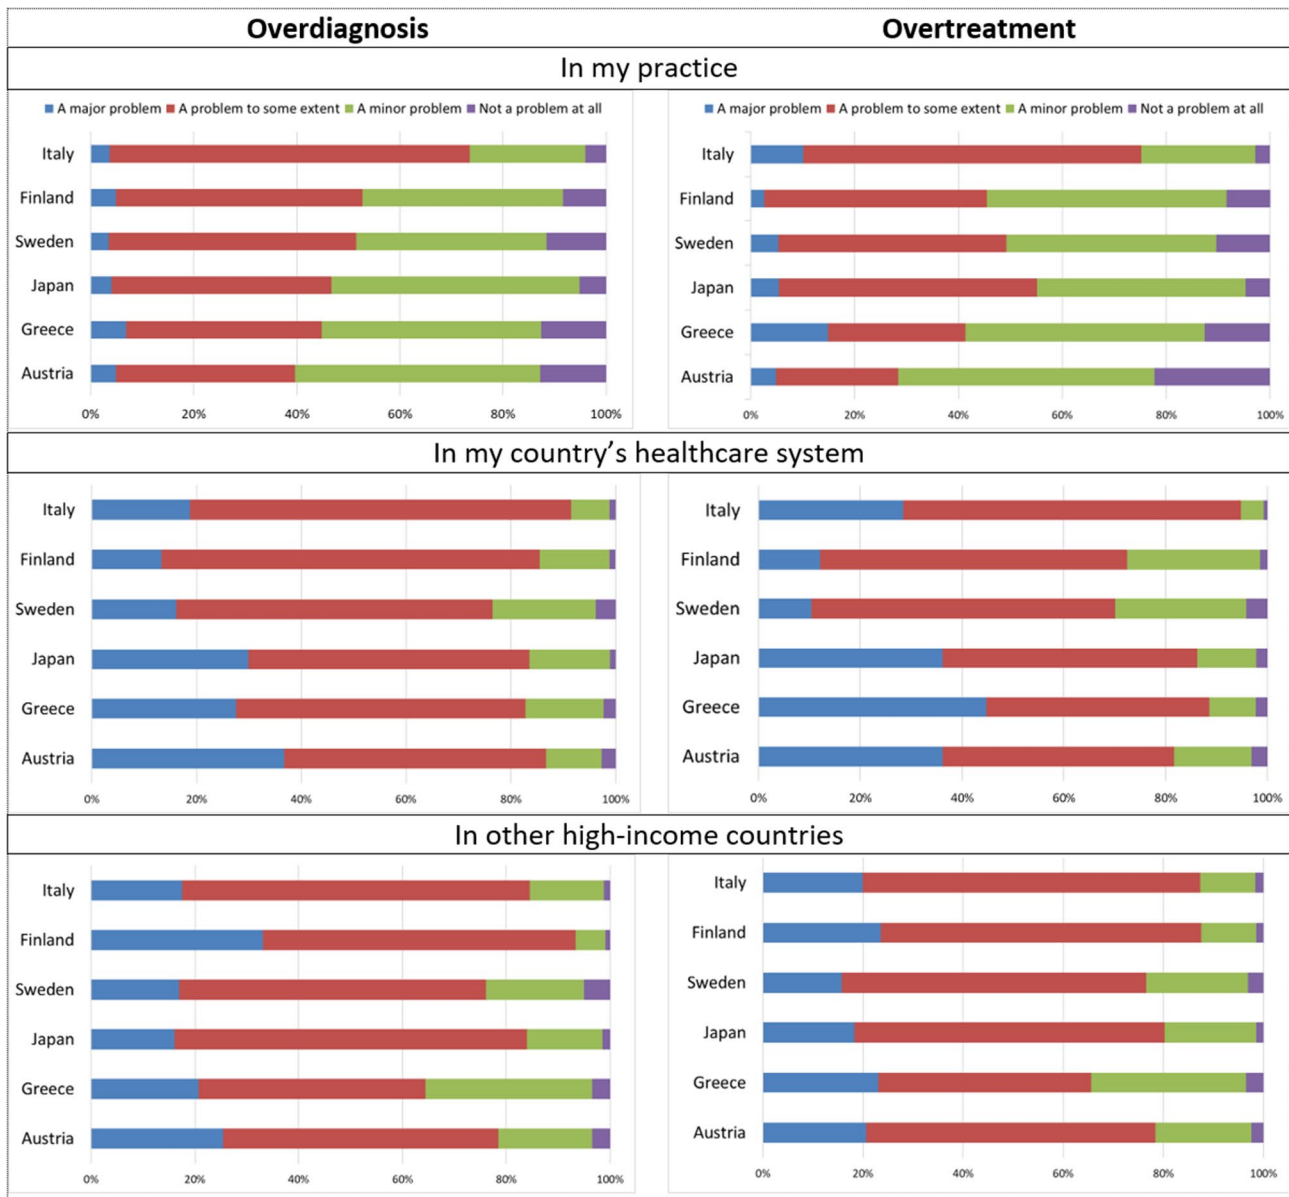 Overdiagnosis Overtreatment
In my practice
A major problem A problem to some extent A minor problem Not a problem at all
Italy
Finland
Sweden
Japan
Greece
Austria
0% 20% 40% 60% 80% 100%
A major problem A problem to some extent A minor problem Not a problem at all
Italy
Finland
Sweden
Japan
Greece
Austria
0% 20% 40% 60% 80% 100%
In my country’s healthcare system
Italy
Finland
Sweden
Japan
Greece
Austria
0% 20% 40% 60% 80% 100%
Italy
Finland
Sweden
Japan
Greece
Austria
0% 20% 40% 60% 80% 100%
In other high-income countries
Italy
Finland
Sweden
Japan
Greece
Austria
0% 20% 40% 60% 80% 100%
Italy
Finland
Sweden
Japan
Greece
Austria
0% 20% 40% 60% 80% 100%